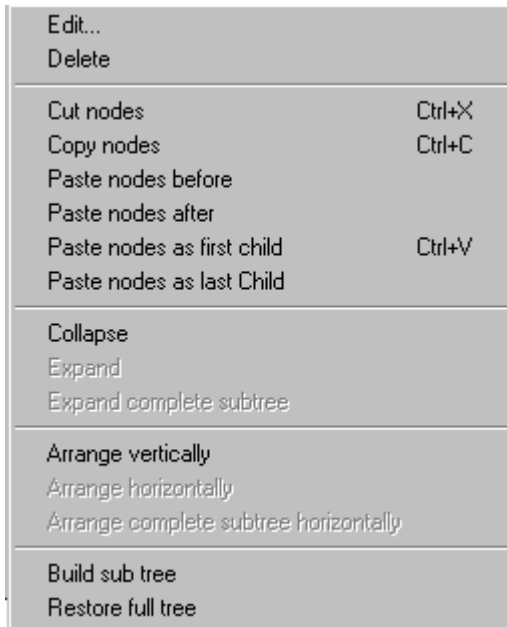 Edit...
Delete
Cut nodes Ctrl+X
Copy nodes Ctrl+C
Paste nodes before
Paste nodes after
Paste nodes as first child Ctrl+V
Paste nodes as last Child
Collapse
Expand
Expand complete subtree
Arrange vertically
Arrange horizontally
Arrange complete subtree horizontally
Build sub tree
Restore full tree